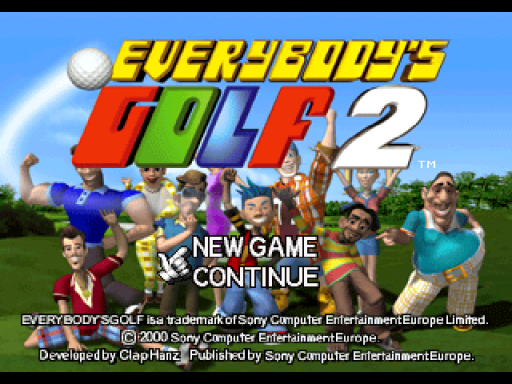 EVERYBODY'S
GOLF 2 ™
NEW GAME
CONTINUE
EVERYBODY'S GOLF is a trademark of Sony Computer Entertainment Europe Limited.
© 2000 Sony Computer Entertainment Europe.
Developed by Clap Hanz. Published by Sony Computer Entertainment Europe.